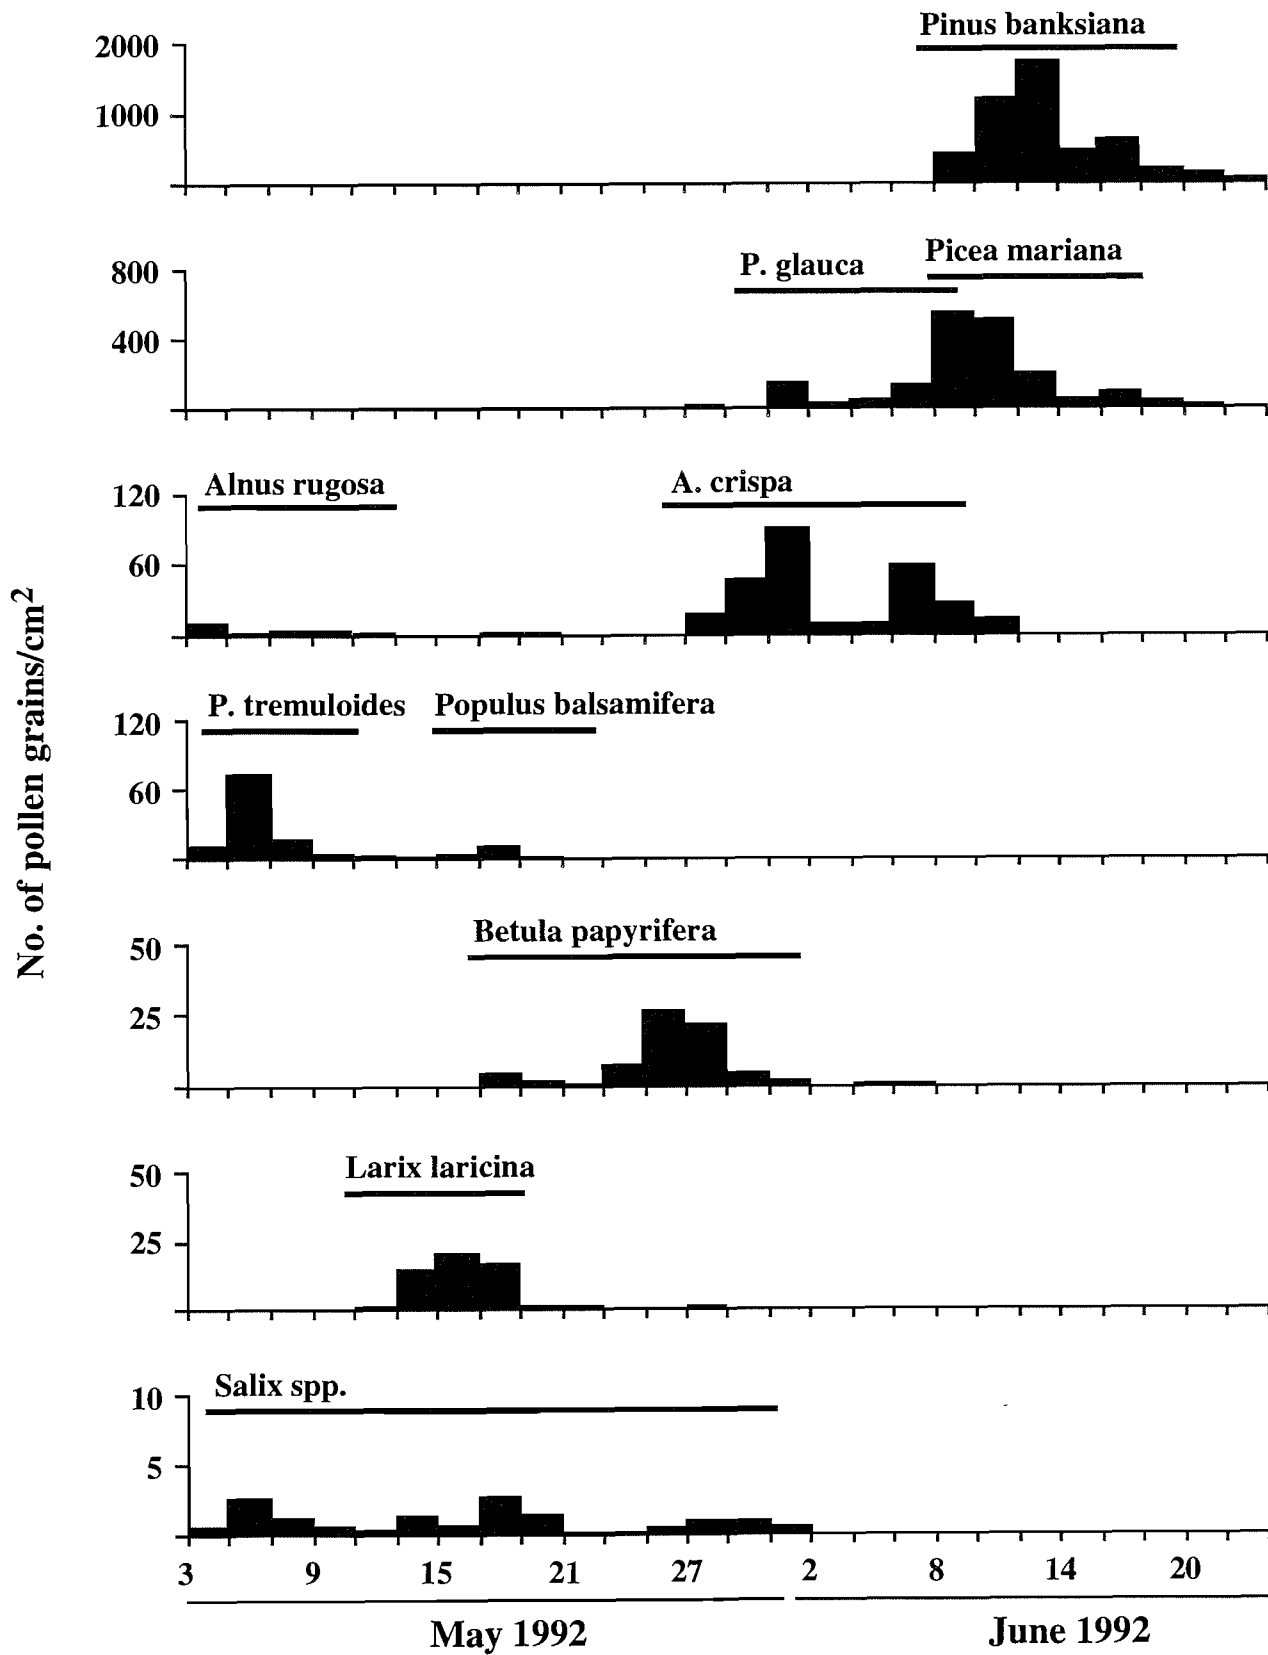 Pinus banksiana
2000
1000
Picea mariana
P. glauca
800
400
Alnus rugosa
A. crispa
120
60
P. tremuloides
Populus balsamifera
120
60
Betula papyrifera
50
25
Larix laricina
50
25
Salix spp.
10
5
No. of pollen grains/cm2
3 9 15 21 27 2 8 14 20
May 1992
June 1992